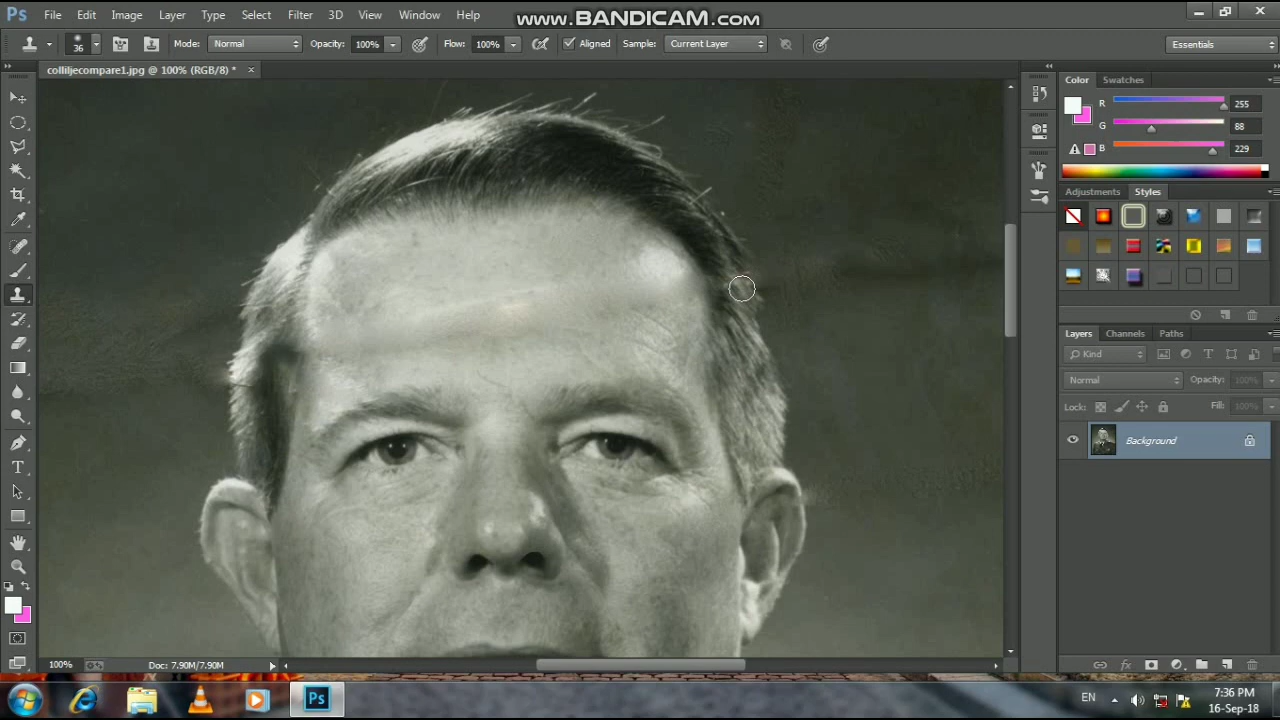 Ps File Edit Image Layer Type Select Filter 3D View Window Help
www.BANDICAM.com
36 Mode: Normal Opacity: 100% Flow: 100% Aligned Sample: Current Layer Essentials
colliljecompare1.jpg @ 100% (RGB/8) * ×
Color Swatches
R 255
G 88
B 229
Adjustments Styles
Layers Channels Paths
Kind
Normal Opacity: 100%
Lock: Fill: 100%
Background
100% Doc: 7.90M/7.90M
Ps EN 7:36 PM
16-Sep-18